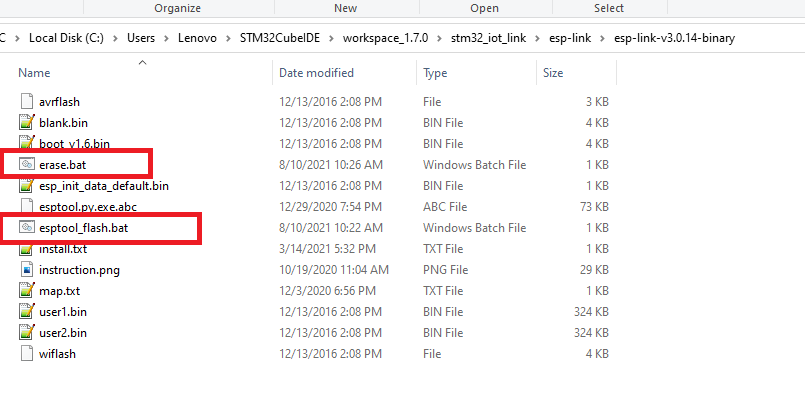 Organize New Open Select
C > Local Disk (C:) > Users > Lenovo > STM32CubeIDE > workspace_1.7.0 > stm32_iot_link > esp-link > esp-link-v3.0.14-binary
Name Date modified Type Size
avrflash 12/13/2016 2:08 PM File 3 KB
blank.bin 12/13/2016 2:08 PM BIN File 4 KB
boot_v1.6.bin 12/13/2016 2:08 PM BIN File 4 KB
erase.bat 8/10/2021 10:26 AM Windows Batch File 1 KB
esp_init_data_default.bin 12/13/2016 2:08 PM BIN File 1 KB
esptool.py.exe.abc 12/29/2020 7:54 PM ABC File 73 KB
esptool_flash.bat 8/10/2021 10:22 AM Windows Batch File 1 KB
install.txt 3/14/2021 5:32 PM TXT File 1 KB
instruction.png 10/19/2020 11:04 AM PNG File 29 KB
map.txt 12/3/2020 6:56 PM TXT File 1 KB
user1.bin 12/13/2016 2:08 PM BIN File 324 KB
user2.bin 12/13/2016 2:08 PM BIN File 324 KB
wiflash 12/13/2016 2:08 PM File 4 KB